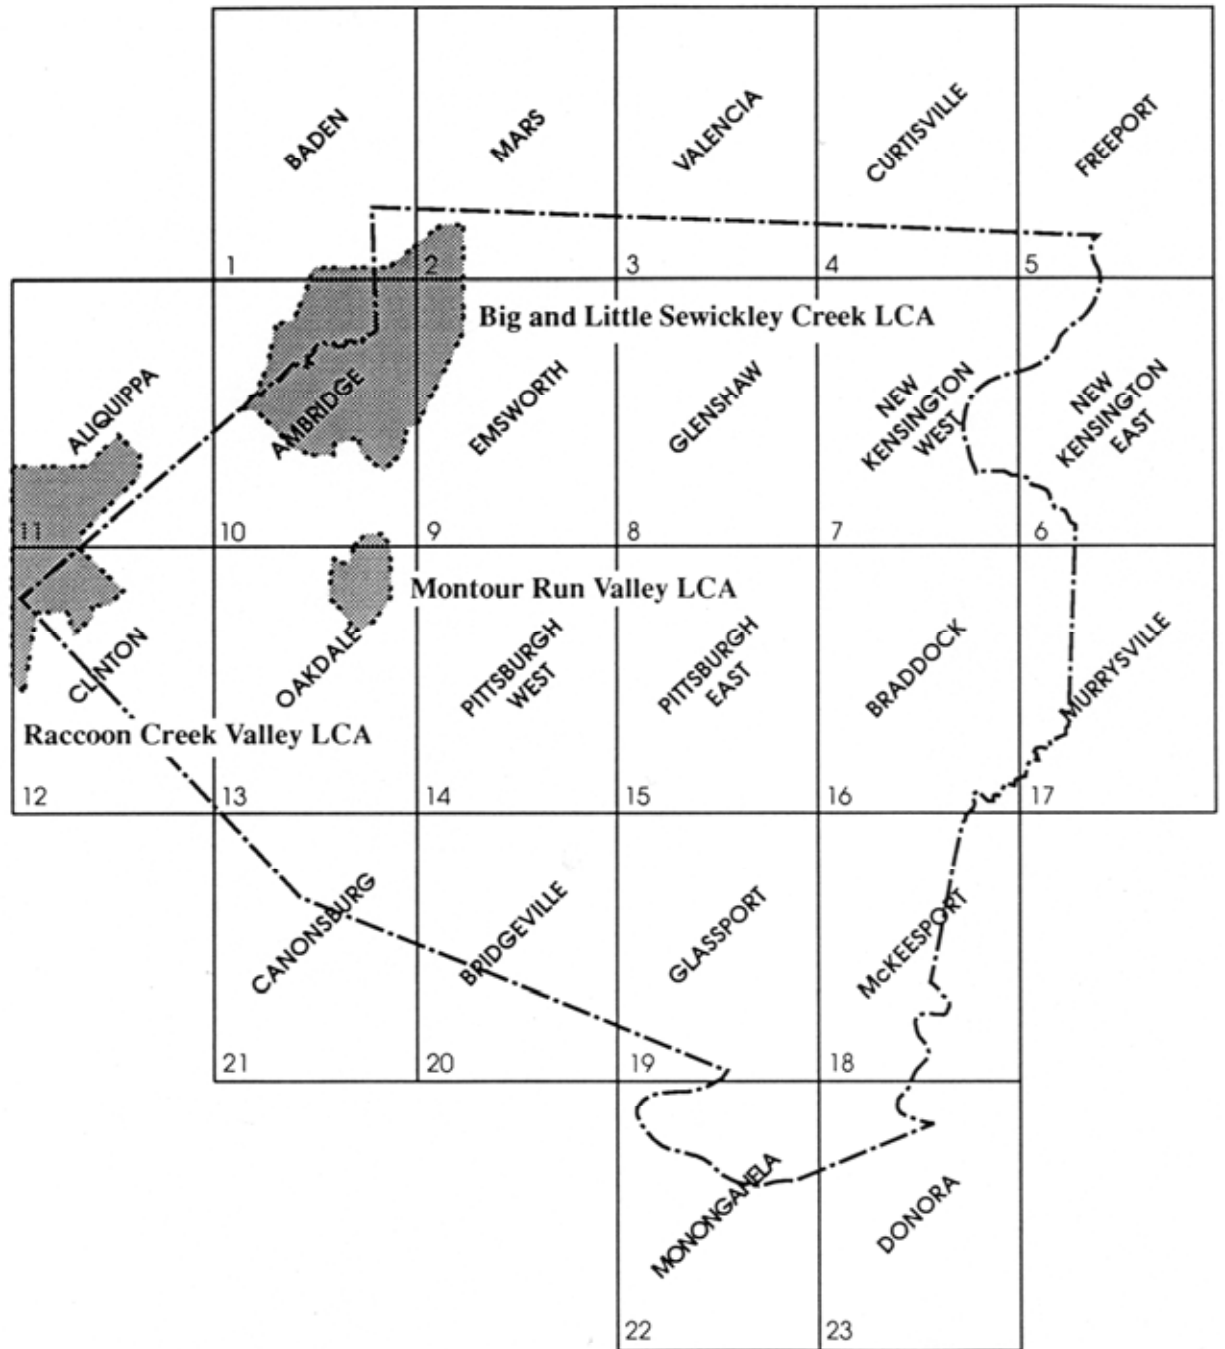 BADEN
MARS
VALENCIA
CURTISVILLE
FREEPORT
1
2
3
4
5
Big and Little Sewickley Creek LCA
ALIQUIPPA
AMBRIDGE
EMSWORTH
GLENSHAW
NEW
KENSINGTON
WEST
NEW
KENSINGTON
EAST
11
10
9
8
7
6
Montour Run Valley LCA
CLINTON
OAKDALE
PITTSBURGH
WEST
PITTSBURGH
EAST
BRADDOCK
MURRYSVILLE
Raccoon Creek Valley LCA
12
13
14
15
16
17
CANONSBURG
BRIDGEVILLE
GLASSPORT
McKEESPORT
21
20
19
18
MONONGAHELA
DONORA
22
23